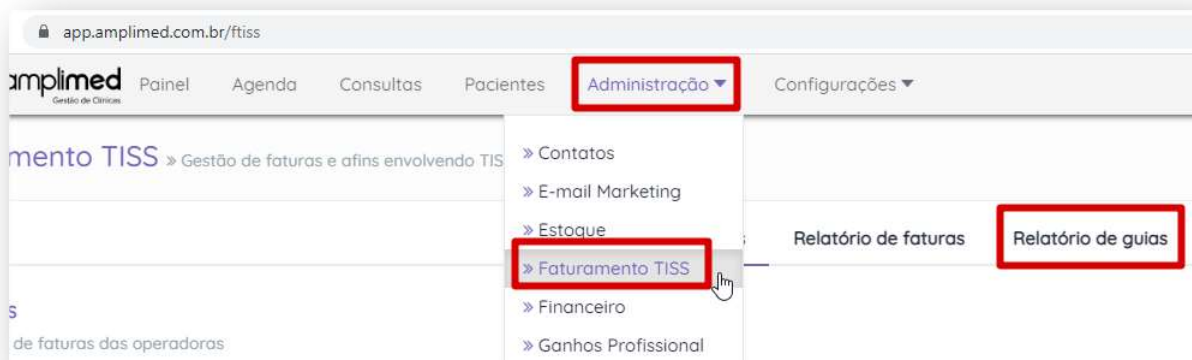 app.amplimed.com.br/ftiss
amplimed Painel Agenda Consultas Pacientes Administração Configurações
Gestão de Clínicas
mento TISS » Gestão de faturas e afins envolvendo TIS
» Contatos
» E-mail Marketing
» Estoque
s Relatório de faturas Relatório de guias
» Faturamento TISS
» Financeiro
s
de faturas das operadoras
» Ganhos Profissional